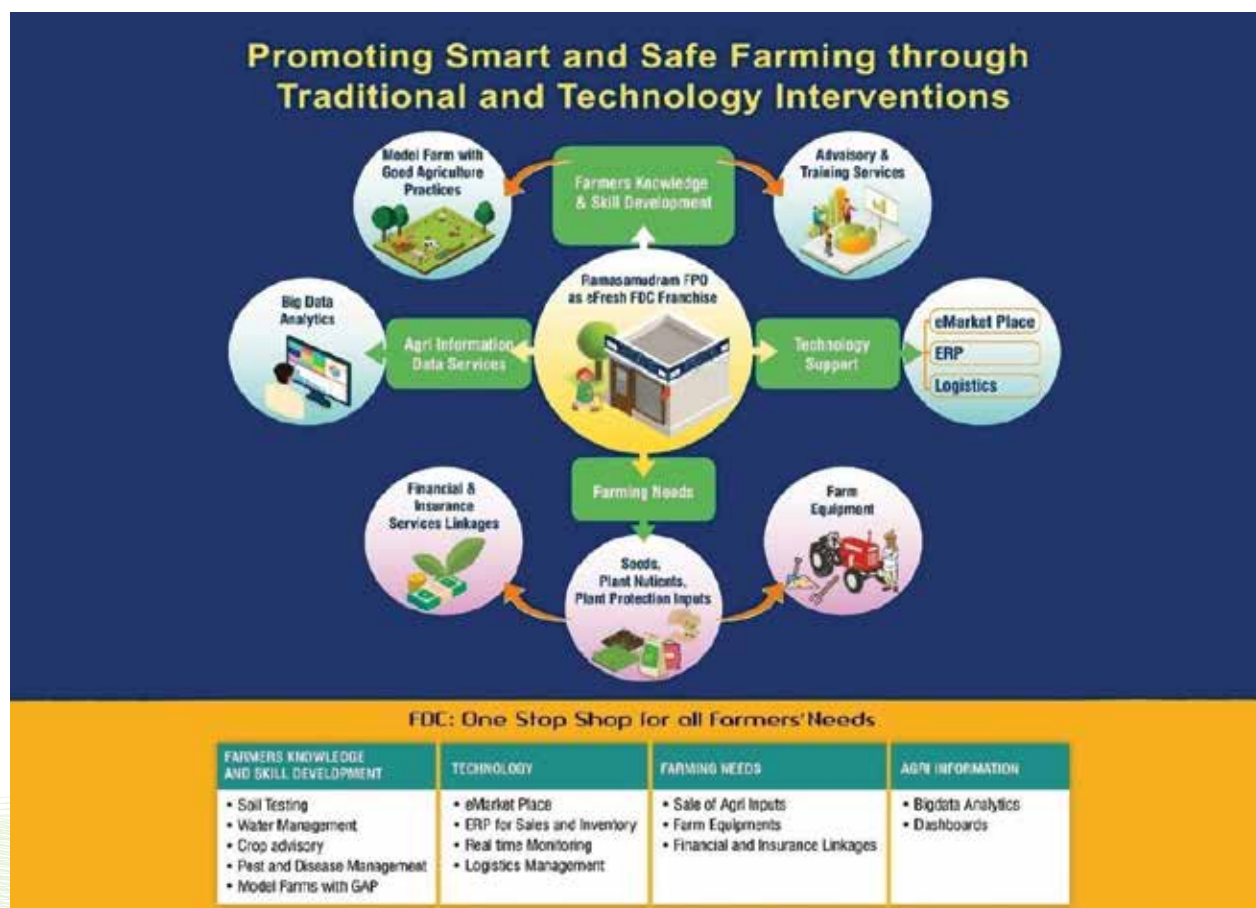 Promoting Smart and Safe Farming through
Traditional and Technology Interventions
Model Farm with
Good Agriculture
Practices
Farmers Knowledge
& Skill Development
Advaisory &
Training Services
Big Data
Analytics
Agri Information
Data Services
Ramasamudram FPO
as eFresh FDC Franchise
Technology
Support
eMarket Place
ERP
Logistics
Financial &
Insurance
Services Linkages
Farming Needs
Farm
Equipment
Seeds,
Plant Nutients,
Plant Protection Inputs
FDC: One Stop Shop for all Farmers' Needs
FARMERS KNOWLEDGE
AND SKILL DEVELOPMENT
• Soil Testing
• Water Management
• Crop advisory
• Pest and Disease Management
• Model Farms with GAP
TECHNOLOGY
• eMarket Place
• ERP for Sales and Inventory
• Real time Monitoring
• Logistics Management
FARMING NEEDS
• Sale of Agri Inputs
• Farm Equipments
• Financial and Insurance Linkages
AGRI INFORMATION
• Bigdata Analytics
• Dashboards